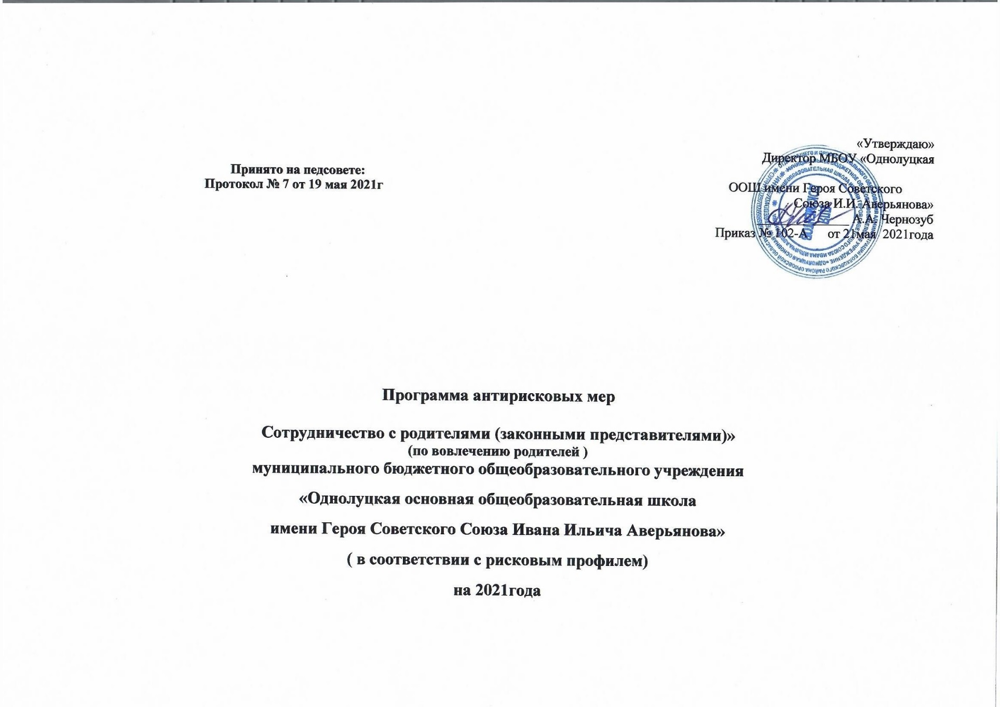 Принято на педсовете:
Протокол № 7 от 19 мая 2021г
«Утверждаю»
Директор МБОУ «Однолуцкая
ООШ имени Героя Советского
Союза И.И. Аверьянова»
А.А. Чернозуб
Приказ № 102-А от 21мая 2021года
ДЛЯ ДОКУМЕНТОВ
Программа антирисковых мер
Сотрудничество с родителями (законными представителями)»
(по вовлечению родителей )
муниципального бюджетного общеобразовательного учреждения
«Однолуцкая основная общеобразовательная школа
имени Героя Советского Союза Ивана Ильича Аверьянова»
( в соответствии с рисковым профилем)
на 2021года